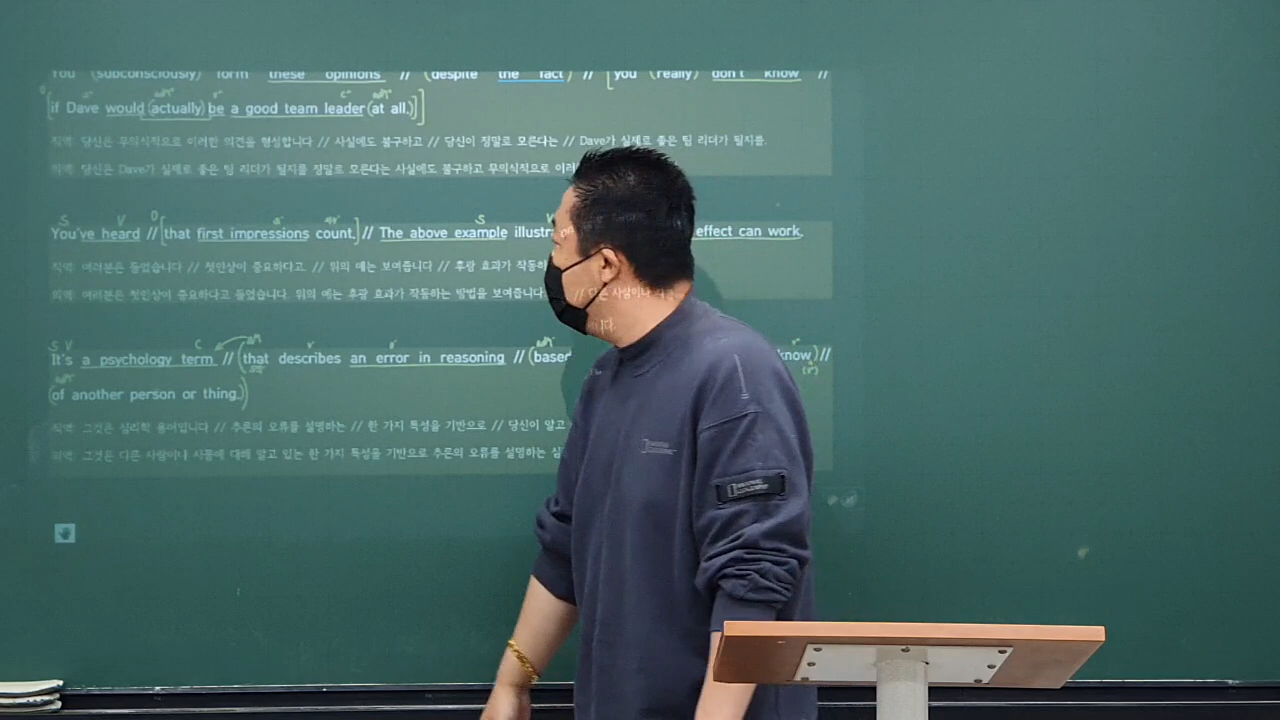 You (subconsciously) form these opinions // (despite the fact) // [you (really) don't know //
[if Dave would (actually) be a good team leader (at all.)]]
직역: 당신은 무의식적으로 이러한 의견을 형성합니다 // 사실에도 불구하고 // 당신이 정말로 모른다는 // Dave가 실제로 좋은 팀 리더가 될지를.
의역: 당신은 Dave가 실제로 좋은 팀 리더가 될지를 정말로 모른다는 사실에도 불구하고 무의식적으로
S V O S V
You've heard // [that first impressions count,] // The above example effect can work,
직역: 여러분은 들었습니다 // 첫인상이 중요하다고. // 위의 예는 보여줍니다 // 후광 효과가 // 다른 사람이나
의역: 여러분은 첫인상이 중요하다고 들었습니다. 위의 예는 후광 효과가 작동하는 방법을 보여줍니다
S V C
It's a psychology term // (that describes an error in reasoning // (based know) //
(of another person or thing.)
직역: 그것은 심리학 용어입니다 // 추론의 오류를 설명하는 // 한 가지 특성을 기반으로 // 당신이 알고
의역: 그것은 다른 사람이나 사물에 대해 알고 있는 한 가지 특성을 기반으로 추론의 오류를 설명하는